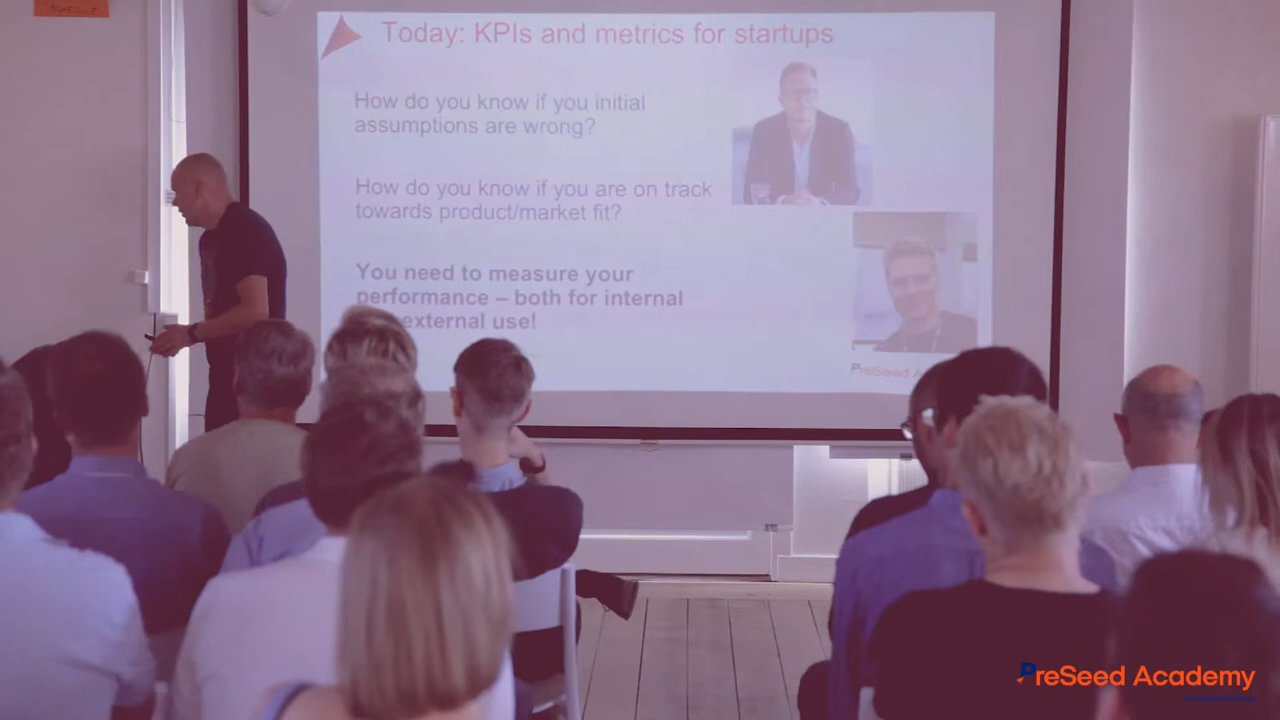 Today: KPIs and metrics for startups
How do you know if you initial
assumptions are wrong?
How do you know if you are on track
towards product/market fit?
You need to measure your
performance – both for internal
external use!
PreSeed
PreSeed Academy